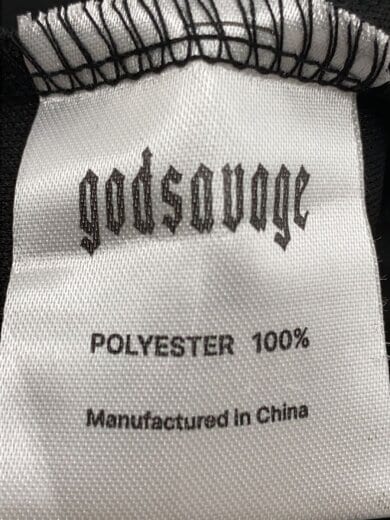 godsavage
POLYESTER 100%
Manufactured in China